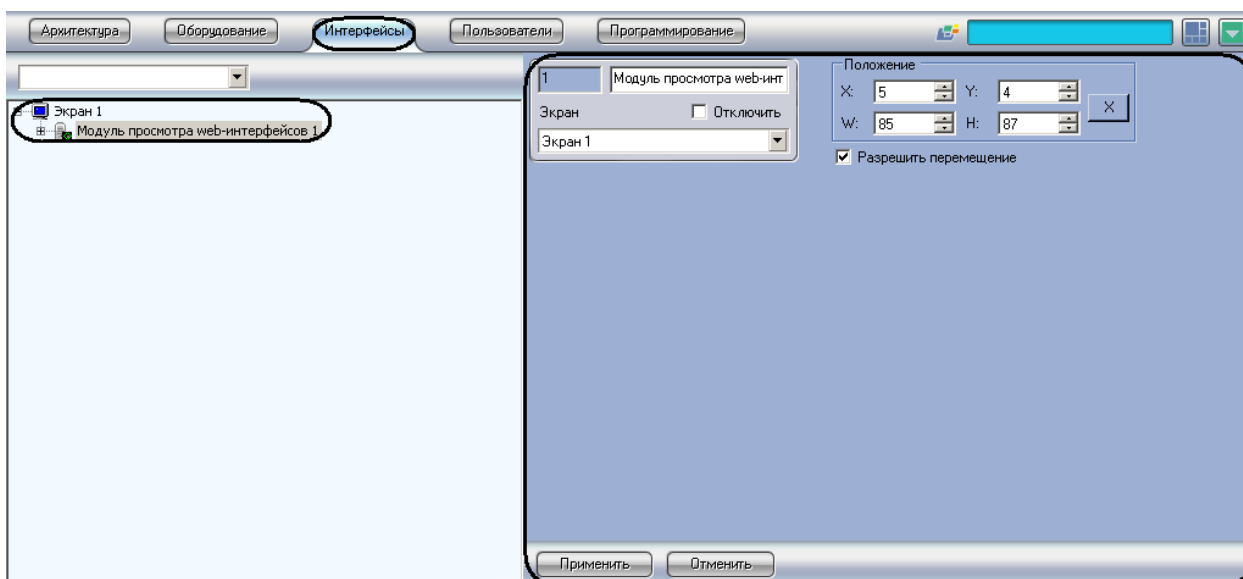 Архитектура Оборудование Интерфейсы Пользователи Программирование
Экран 1
Модуль просмотра web-интерфейсов 1
1 Модуль просмотра web-инт
Экран Отключить
Экран 1
Положение
X: 5 Y: 4 X
W: 85 H: 87
Разрешить перемещение
Применить Отменить